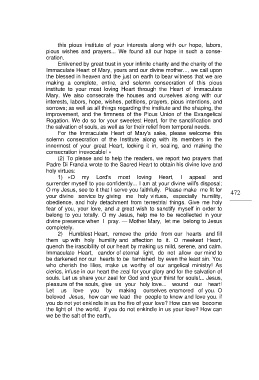 this pious institute of your interests along with our hope, labors,
pious wishes and prayers... We found all our hope in such a conse-
cration.
Enlivened by great trust in your infinite charity and the charity of the
Immaculate Heart of Mary, yours and our divine mother..., we call upon
the blessed in heaven and the just on earth to bear witness that we are
making a complete, entire, and solemn consecration of this pious
institute to your most loving Heart through the Heart of Immaculate
Mary. We also consecrate the houses and ourselves along with our
interests, labors, hope, wishes, petitions, prayers, pious intentions, and
sorrows; as well as all things regarding the institute and the shaping, the
improvement, and the firmness of the Pious Union of the Evangelical
Rogation. We do so for your sweetest Heart, for the sanctification and
the salvation of souls, as well as for their relief from temporal needs.
For the Immaculate Heart of Mary's sake, please welcome this
solemn consecration of the Institute along with its members in the
innermost of your great Heart, locking it in, sealing, and making the
consecration irrevocable! »
(2) To please and to help the readers, we report two prayers that
Padre Di Francia wrote to the Sacred Heart to obtain his divine love and
holy virtues:
1) «O my Lord's most loving Heart, I appeal and
surrender myself to you confidently... I am at your divine will's disposal;
O my Jesus, see to it that I serve you faithfully. Please make me fit for
your divine service by giving me holy virtues, especially humility,
obedience, and holy detachment from terrestrial things. Give me holy
fear of you, your love, and a great wish to sanctify myself in order to
belong to you totally. O my Jesus, help me to be recollected in your
divine presence when I pray. — Mother Mary, let me belong to Jesus
completely.
2) Humblest Heart, remove the pride from our hearts and fill
them up with holy humility and affection to it. O meekest Heart,
quench the irascibility of our heart by making us mild, serene, and calm.
Immaculate Heart, candor of eternal light, do not allow our mind to
be darkened nor our hearts to be tarnished by even the least sin. You
who cherish the lilies, make us worthy of our angelical ministry! As
clerics, infuse in our heart the zeal for your glory and for the salvation of
souls. Let us share your zeal for God and your thirst for souls!... Jesus,
pleasure of the souls, give us your holy love... wound our heart!
Let us love you by making ourselves enamored of you. O
beloved Jesus, how can we lead the people to know and love you, if
you do not yet enkindle in us the fire of your love? How can we become
the light of the world, if you do not enkindle in us your love? How can
we be the salt of the earth,
472